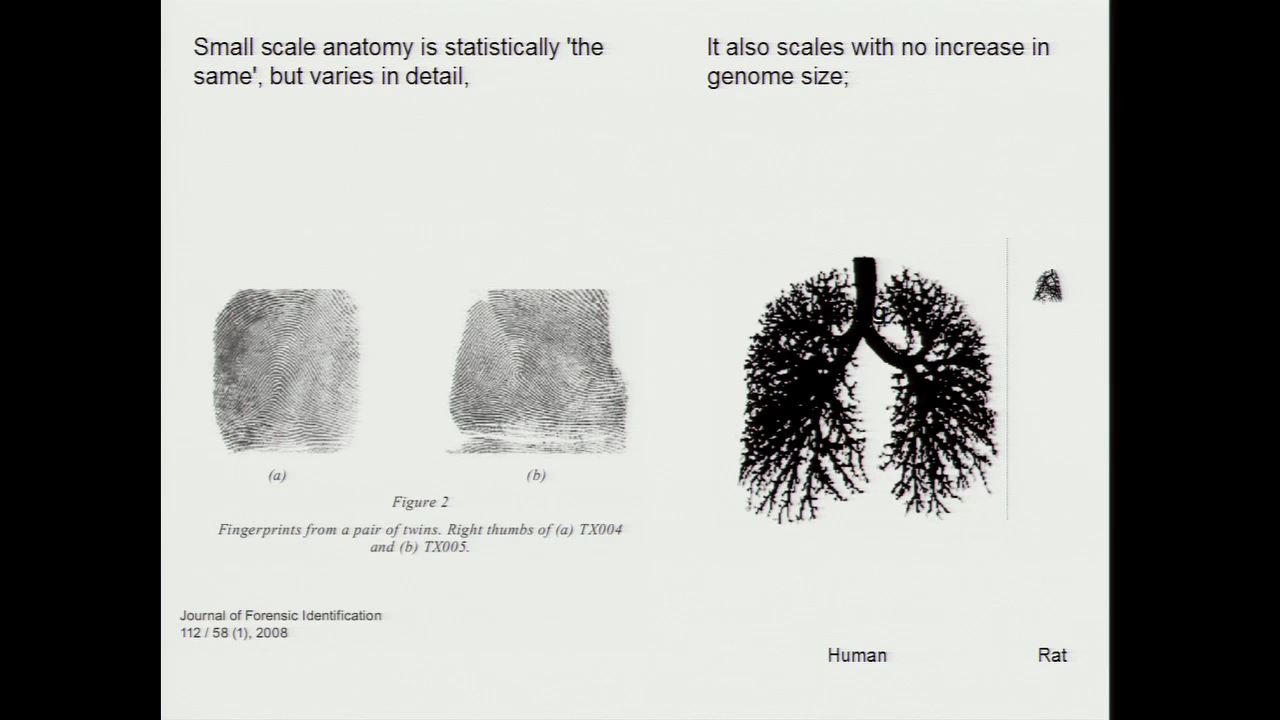 Small scale anatomy is statistically 'the
same', but varies in detail,
It also scales with no increase in
genome size;
(a)
(b)
Figure 2
Fingerprints from a pair of twins. Right thumbs of (a) TX004
and (b) TX005.
Journal of Forensic Identification
112 / 58 (1), 2008
Human
Rat